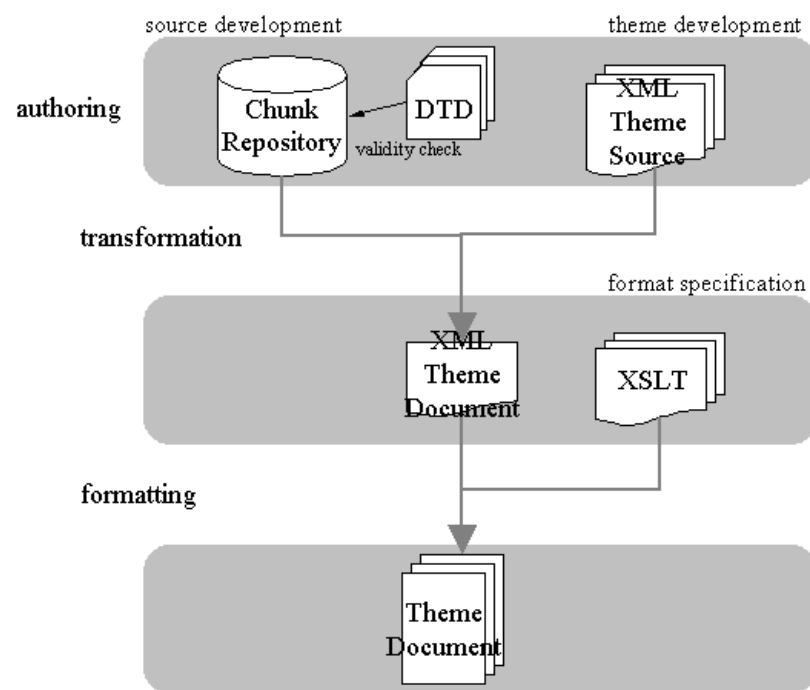 source development
theme development
authoring
Chunk
Repository
DTD
validity check
XML
Theme
Source
transformation
format specification
XML
Theme
Document
XSLT
formatting
Theme
Document